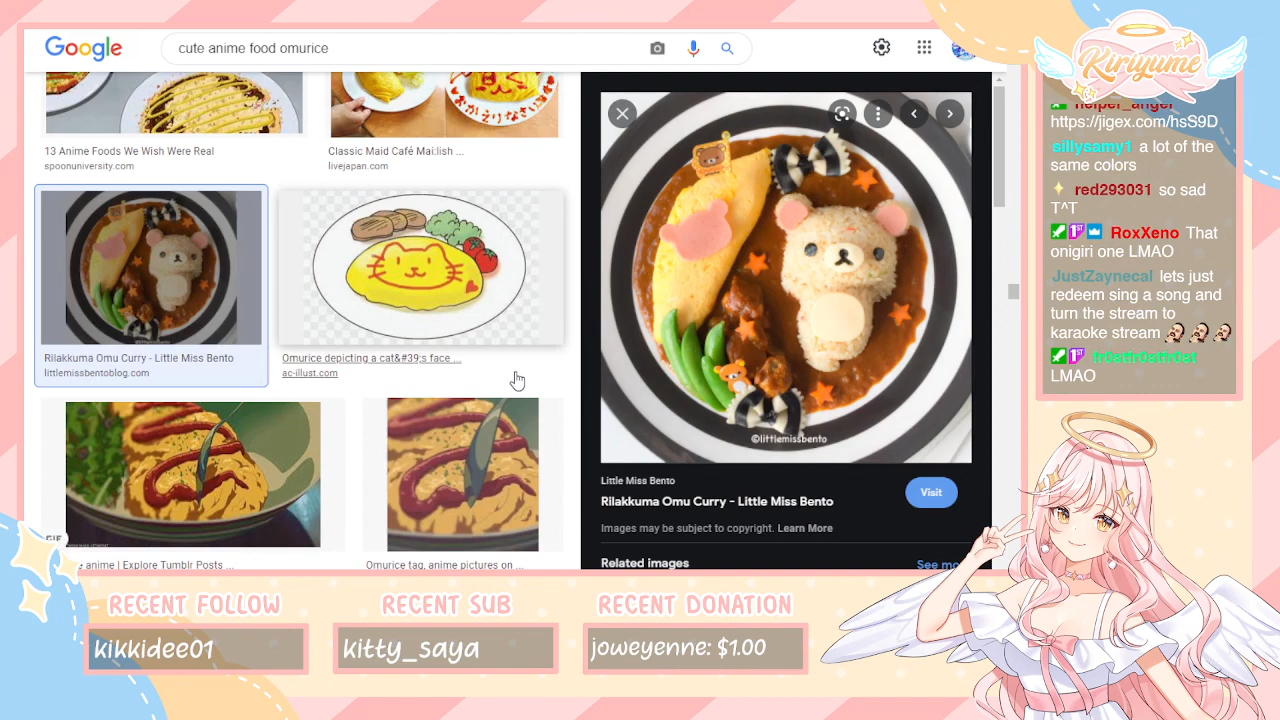 Google
cute anime food omurice
13 Anime Foods We Wish Were Real
spoonuniversity.com
Classic Maid Café Mai:lish ...
livejapan.com
Rilakkuma Omu Curry - Little Miss Bento
littlemissbentoblog.com
Omurice depicting a cat&#39;s face ...
ac-illust.com
GIF
e anime | Explore Tumblr Posts ...
Omurice tag, anime pictures on ...
©littlemissbento
Little Miss Bento
Rilakkuma Omu Curry - Little Miss Bento
Visit
Images may be subject to copyright. Learn More
Related images
See mo
Kiriyume
helper_angel
https://jigex.com/hsS9D
sillysamy1 a lot of the
same colors
red293031 so sad
T^T
RoxXeno That
onigiri one LMAO
JustZaynecal lets just
redeem sing a song and
turn the stream to
karaoke stream
fr0stfr0stfr0st
LMAO
RECENT FOLLOW
kikkidee01
RECENT SUB
kitty_saya
RECENT DONATION
joweyenne: $1.00